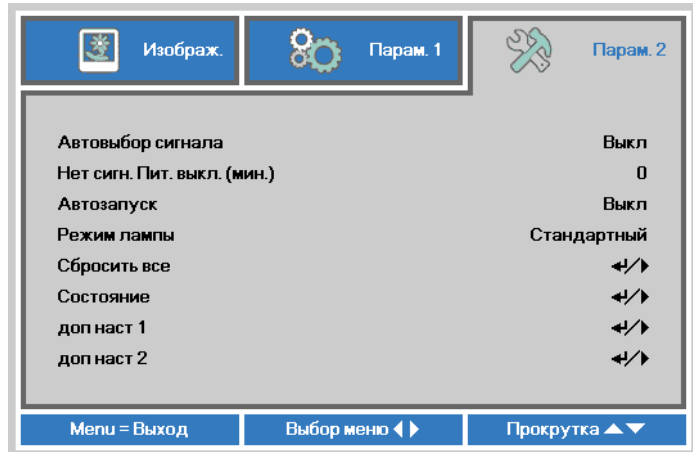 Изображ. Парам. 1 Парам. 2
Автовыбор сигнала Выкл
Нет сигн. Пит. выкл. (мин.) 0
Автозапуск Выкл
Режим лампы Стандартный
Сбросить все ↵/▶
Состояние ↵/▶
доп наст 1 ↵/▶
доп наст 2 ↵/▶
Menu = Выход Выбор меню ◀▶ Прокрутка ▲▼